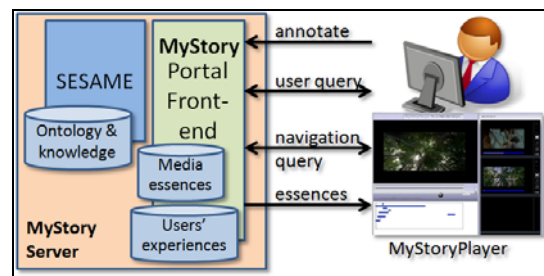 SESAME
Ontology &
knowledge
MyStory
Server
MyStory
Portal
Front-
end
Media
essences
Users'
experiences
annotate
user query
navigation
query
essences
MyStoryPlayer